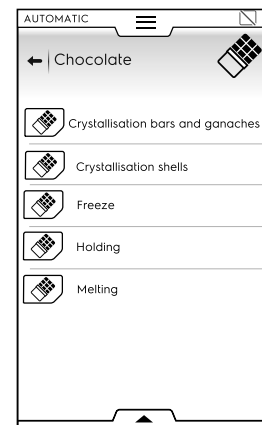 AUTOMATIC
Chocolate
Crystallisation bars and ganaches
Crystallisation shells
Freeze
Holding
Melting